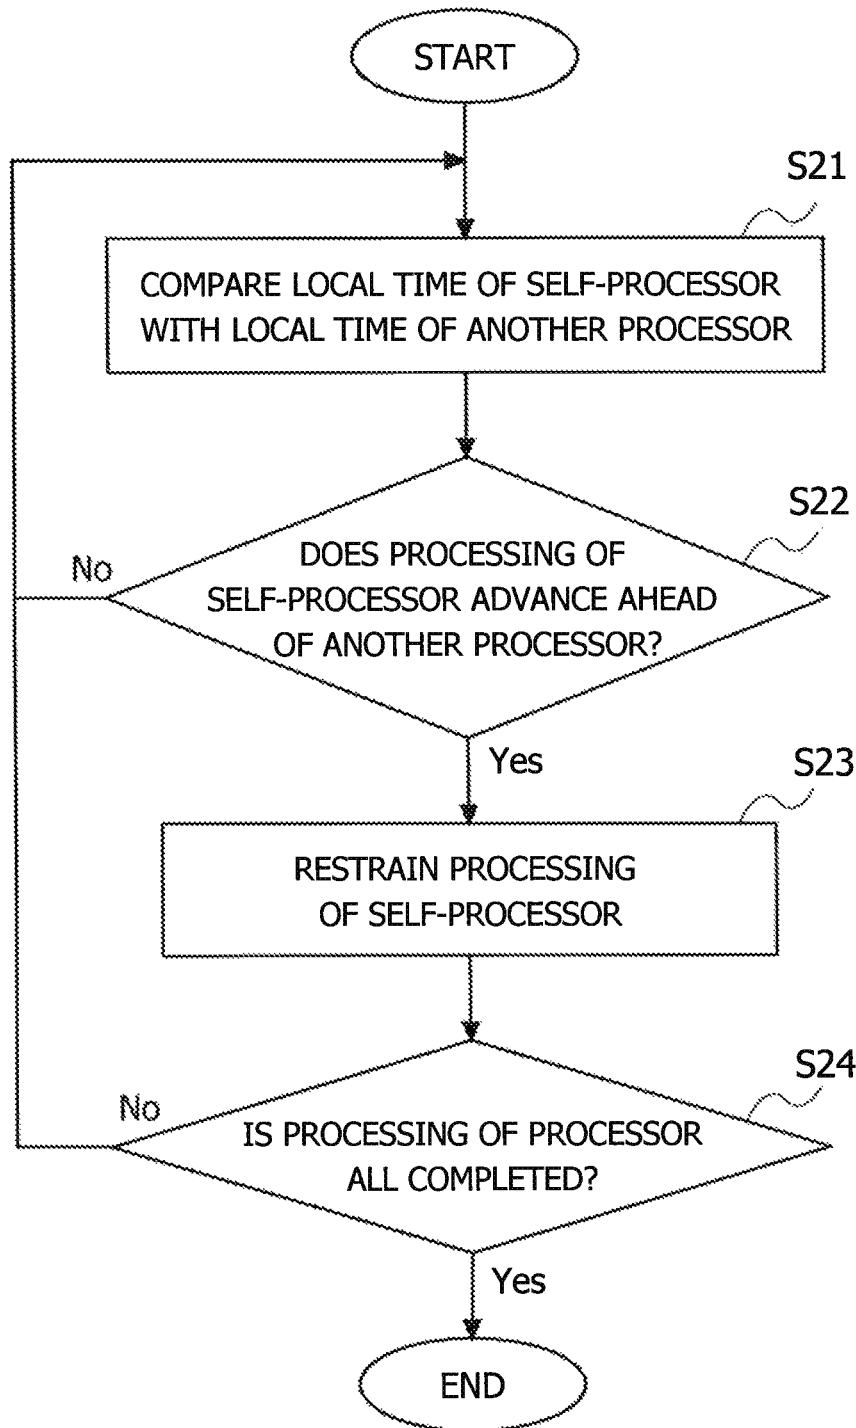 START
S21
COMPARE LOCAL TIME OF SELF-PROCESSOR
WITH LOCAL TIME OF ANOTHER PROCESSOR
S22
No
DOES PROCESSING OF
SELF-PROCESSOR ADVANCE AHEAD
OF ANOTHER PROCESSOR?
Yes
S23
RESTRAIN PROCESSING
OF SELF-PROCESSOR
S24
No
IS PROCESSING OF PROCESSOR
ALL COMPLETED?
Yes
END